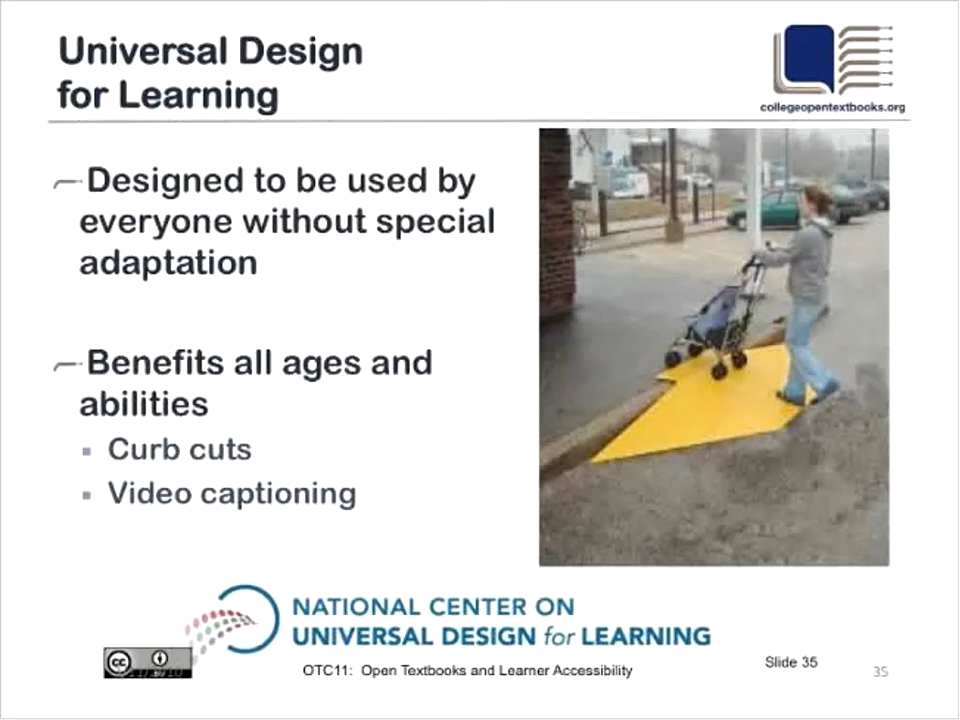 Universal Design
for Learning
collegeopentextbooks.org
Designed to be used by
everyone without special
adaptation
Benefits all ages and
abilities
Curb cuts
Video captioning
NATIONAL CENTER ON
UNIVERSAL DESIGN for LEARNING
cc
OTC11: Open Textbooks and Learner Accessibility
Slide 35
35